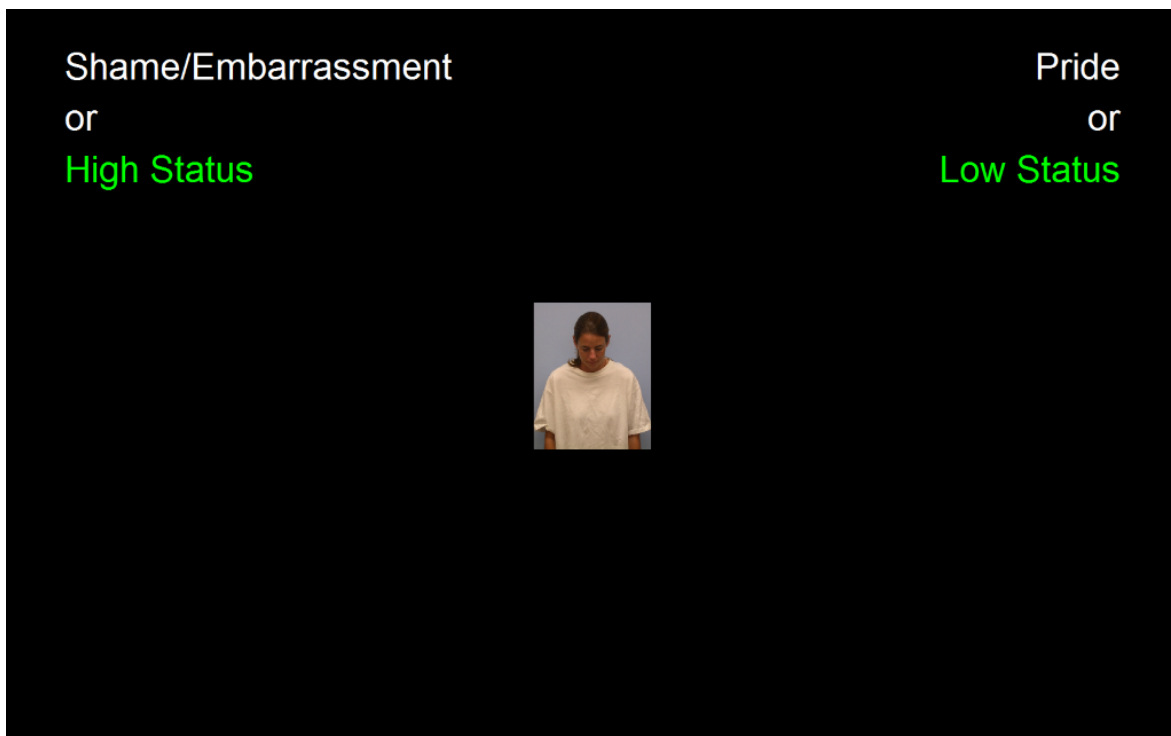 Shame/Embarrassment
or
High Status
Pride
or
Low Status